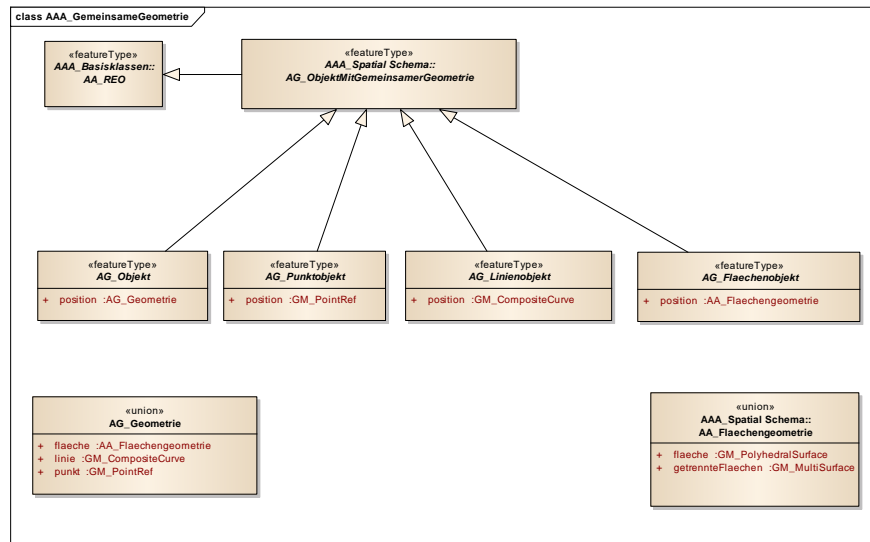 class AAA_GemeinsameGeometrie
«featureType»
AAA_Basisklassen::
AA_REO
«featureType»
AAA_Spatial Schema::
AG_ObjektMitGemeinsamerGeometrie
«featureType»
AG_Objekt
+ position :AG_Geometrie
«featureType»
AG_Punktobjekt
+ position :GM_PointRef
«featureType»
AG_Linienobjekt
+ position :GM_CompositeCurve
«featureType»
AG_Flaechenobjekt
+ position :AA_Flaechengeometrie
«union»
AG_Geometrie
+ flaeche :AA_Flaechengeometrie
+ linie :GM_CompositeCurve
+ punkt :GM_PointRef
«union»
AAA_Spatial Schema::
AA_Flaechengeometrie
+ flaeche :GM_PolyhedralSurface
+ getrennteFlaechen :GM_MultiSurface